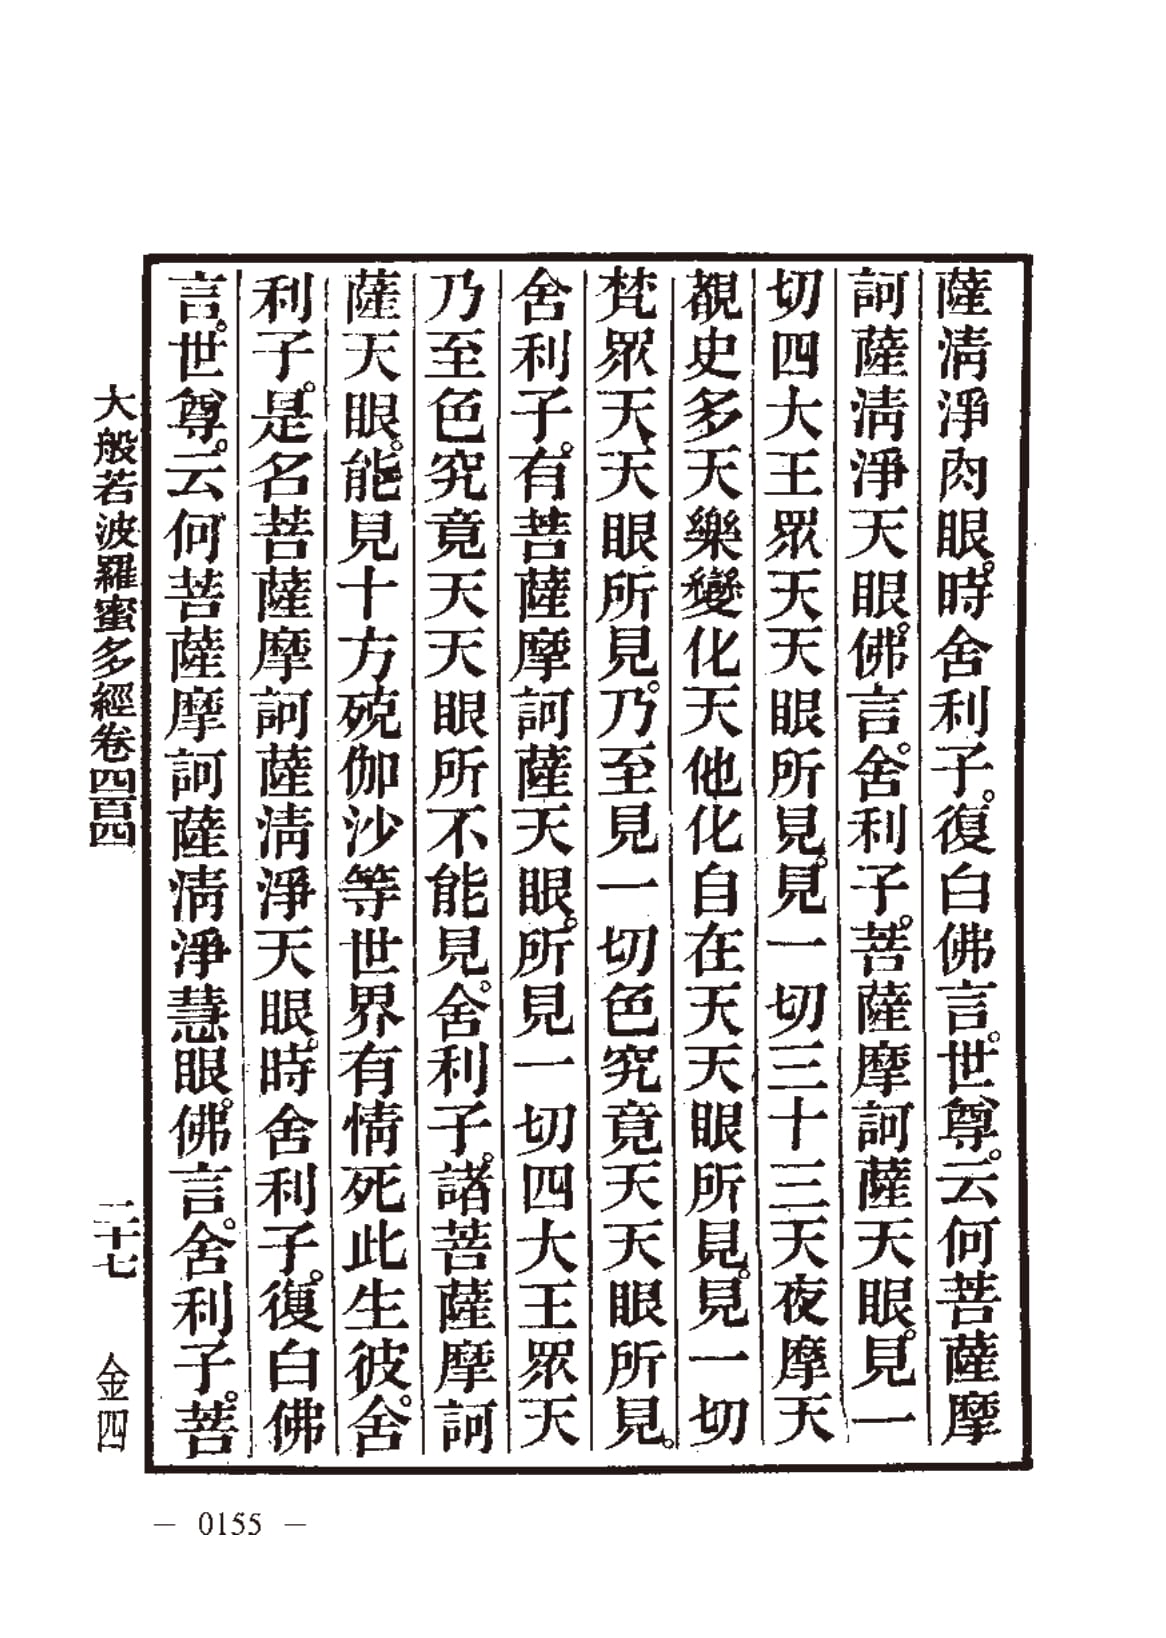 薩淸淨肉眼。時舍利子。復白佛言。世尊。云何菩薩摩
訶薩淸淨天眼。佛言。舍利子。菩薩摩訶薩天眼。見一
切四大王眾天天眼所見。見一切三十三天夜摩天
覩史多天樂變化天他化自在天天眼所見。見一切
梵眾天天眼所見。乃至見一切色究竟天天眼所見。
舍利子。有菩薩摩訶薩天眼。所見一切四大王眾天
乃至色究竟天天眼所不能見。舍利子。諸菩薩摩訶
薩天眼。能見十方殑伽沙等世界有情死此生彼。舍
利子。是名菩薩摩訶薩淸淨天眼。時舍利子。復白佛
言。世尊。云何菩薩摩訶薩淸淨慧眼。佛言。舍利子。菩
大般若波羅蜜多經卷四百四 二十七 金四
— 0155 —